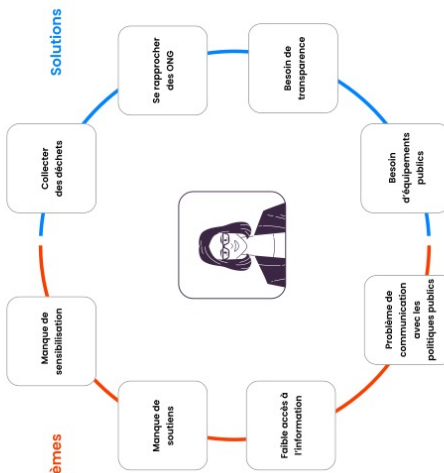 èmes
Manque de
sensibilisation
Manque de
soutiens
Faible accès à
l'information
Problème de
communication
avec les
politiques publics
Solutions
Collecter
des déchets
Se rapprocher
des ONG
Besoin de
transparence
Besoin
d'équipements
publics